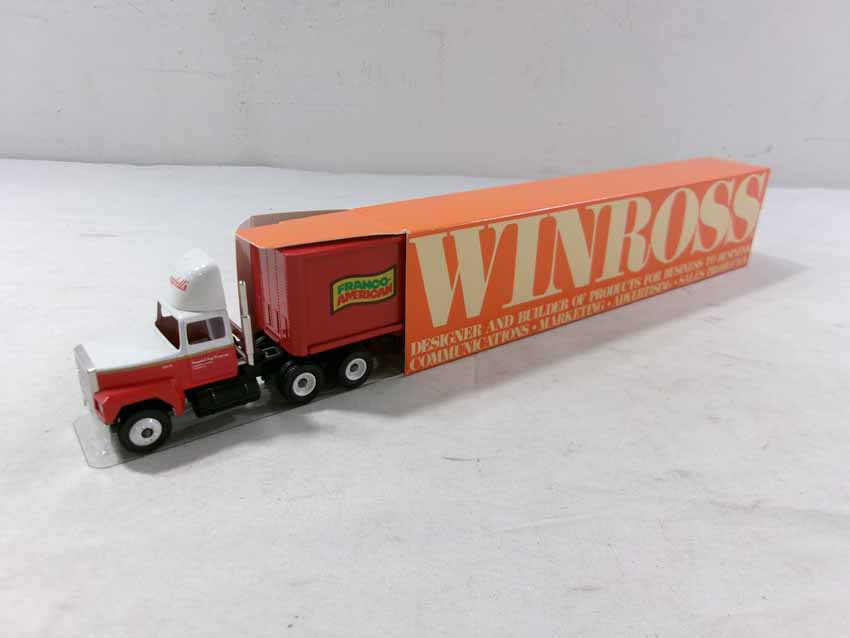 FRANCO-
AMERICAN
WINROSS
DESIGNER AND BUILDER OF PRODUCTS FOR BUSINESS TO BUSINESS
COMMUNICATIONS • MARKETING • ADVERTISING • SALES PROMOTION